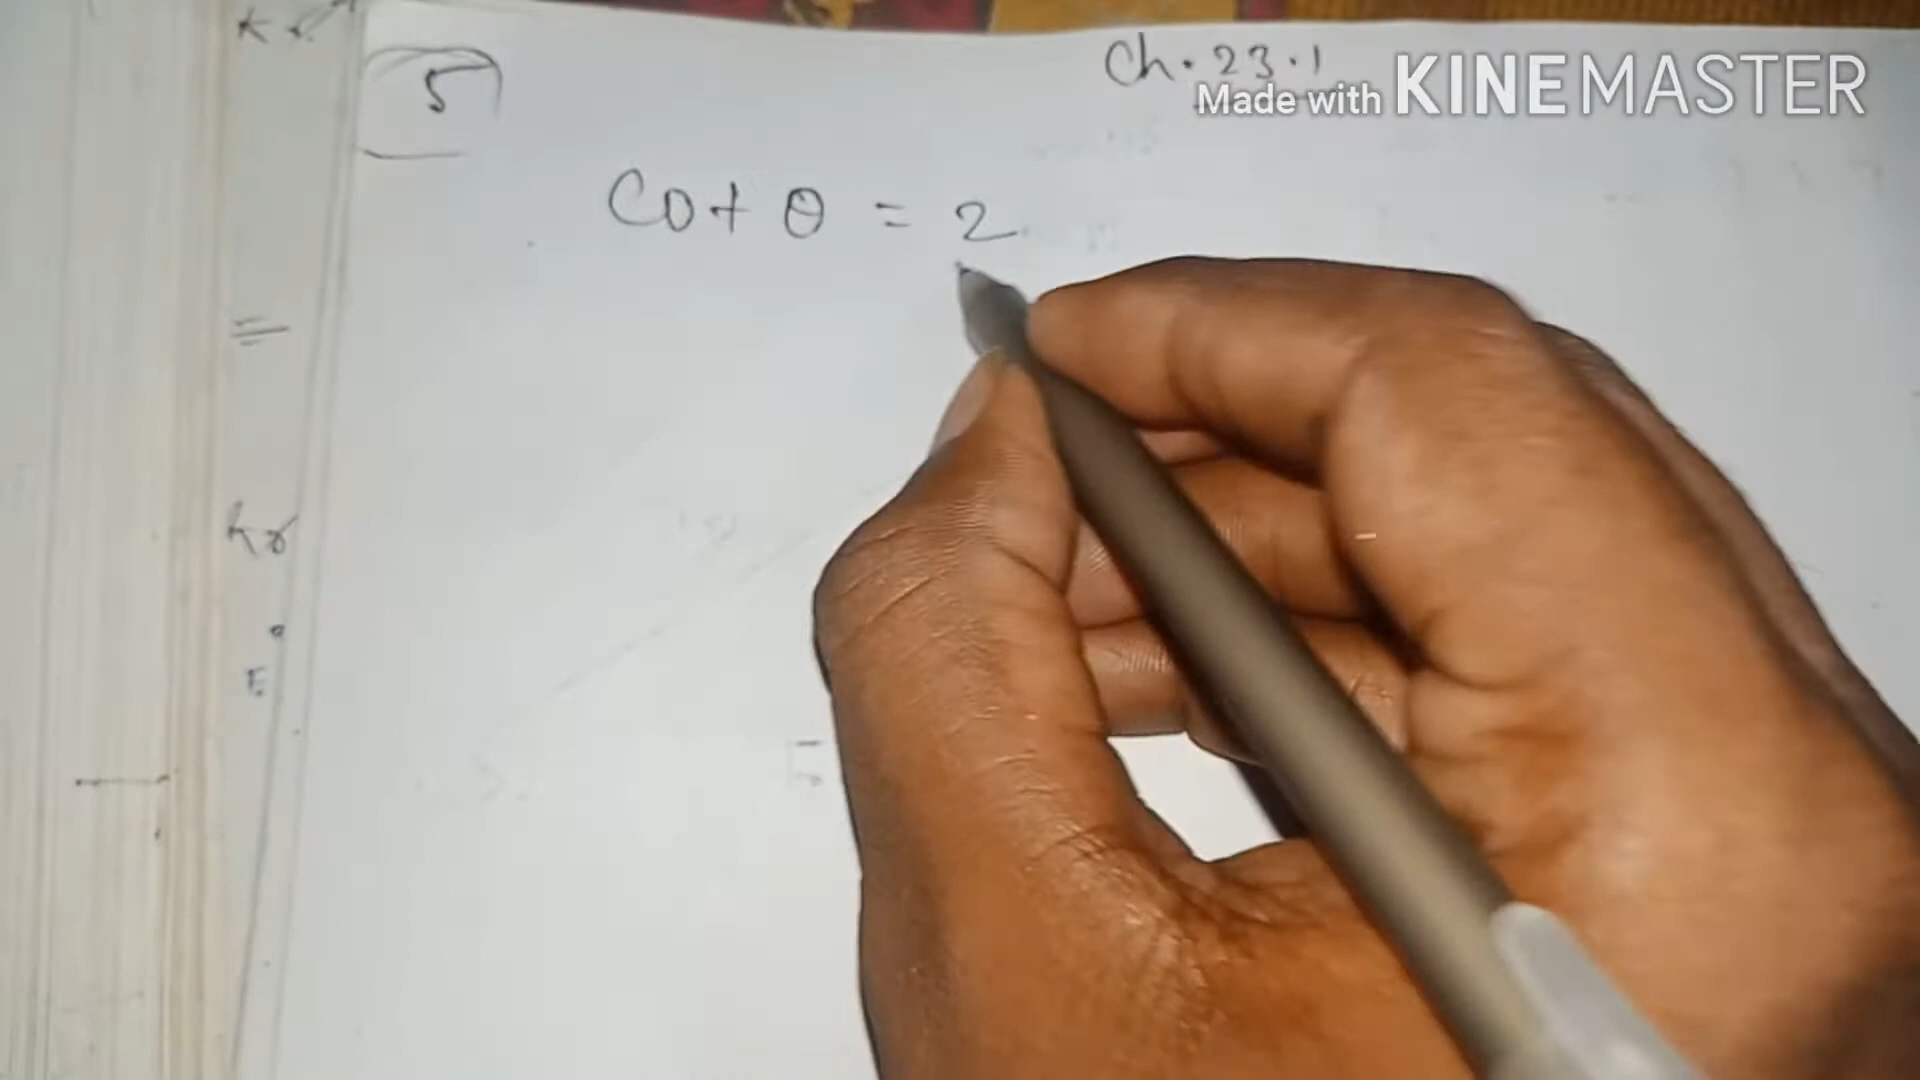 5
Ch. 23.1
Made with KINEMASTER
Cot θ = 2
=